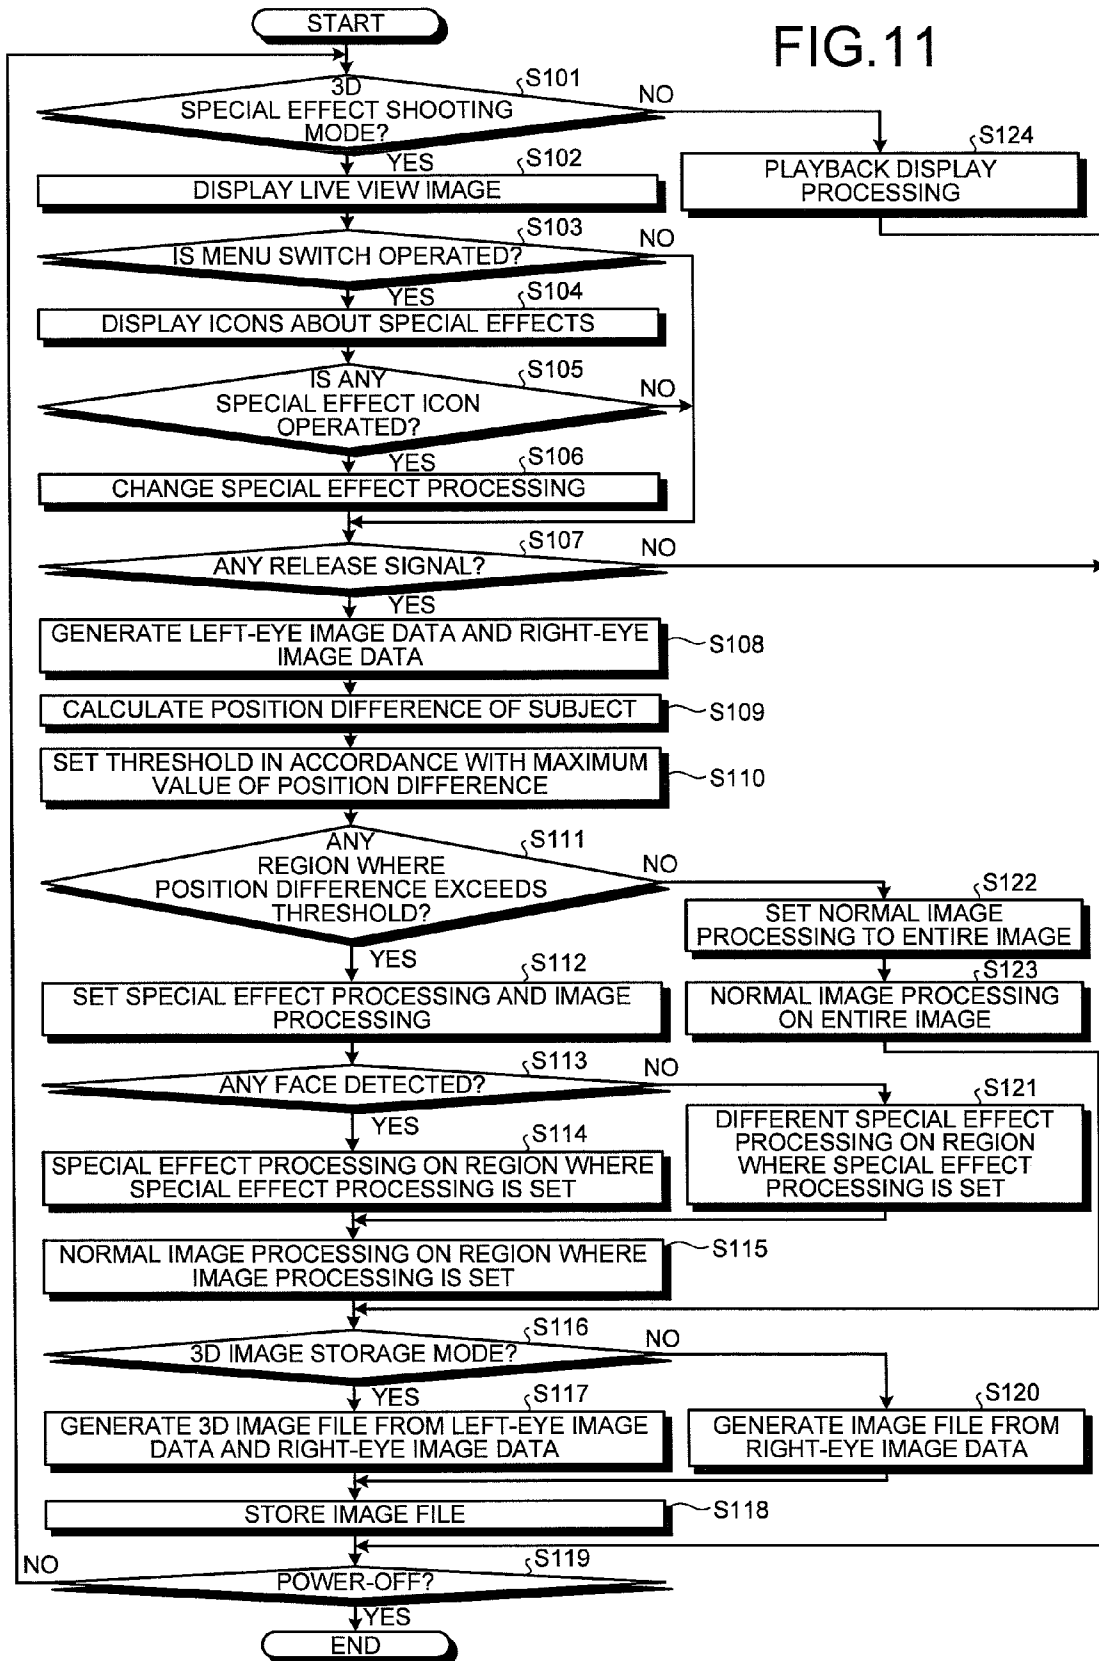 START
FIG.11
S101
3D
SPECIAL EFFECT SHOOTING
MODE?
NO
YES
S124
PLAYBACK DISPLAY
PROCESSING
S102
DISPLAY LIVE VIEW IMAGE
S103
IS MENU SWITCH OPERATED?
NO
YES
S104
DISPLAY ICONS ABOUT SPECIAL EFFECTS
S105
IS ANY
SPECIAL EFFECT ICON
OPERATED?
NO
YES
S106
CHANGE SPECIAL EFFECT PROCESSING
S107
ANY RELEASE SIGNAL?
NO
YES
GENERATE LEFT-EYE IMAGE DATA AND RIGHT-EYE
IMAGE DATA
S108
CALCULATE POSITION DIFFERENCE OF SUBJECT
S109
SET THRESHOLD IN ACCORDANCE WITH MAXIMUM
VALUE OF POSITION DIFFERENCE
S110
S111
ANY
REGION WHERE
POSITION DIFFERENCE EXCEEDS
THRESHOLD?
NO
YES
S122
SET NORMAL IMAGE
PROCESSING TO ENTIRE IMAGE
S123
NORMAL IMAGE PROCESSING
ON ENTIRE IMAGE
S112
SET SPECIAL EFFECT PROCESSING AND IMAGE
PROCESSING
S113
ANY FACE DETECTED?
NO
YES
S121
DIFFERENT SPECIAL EFFECT
PROCESSING ON REGION
WHERE SPECIAL EFFECT
PROCESSING IS SET
S114
SPECIAL EFFECT PROCESSING ON REGION WHERE
SPECIAL EFFECT PROCESSING IS SET
NORMAL IMAGE PROCESSING ON REGION WHERE
IMAGE PROCESSING IS SET
S115
S116
3D IMAGE STORAGE MODE?
NO
YES
S117
GENERATE 3D IMAGE FILE FROM LEFT-EYE IMAGE
DATA AND RIGHT-EYE IMAGE DATA
S120
GENERATE IMAGE FILE FROM
RIGHT-EYE IMAGE DATA
STORE IMAGE FILE
S118
S119
POWER-OFF?
NO
YES
END